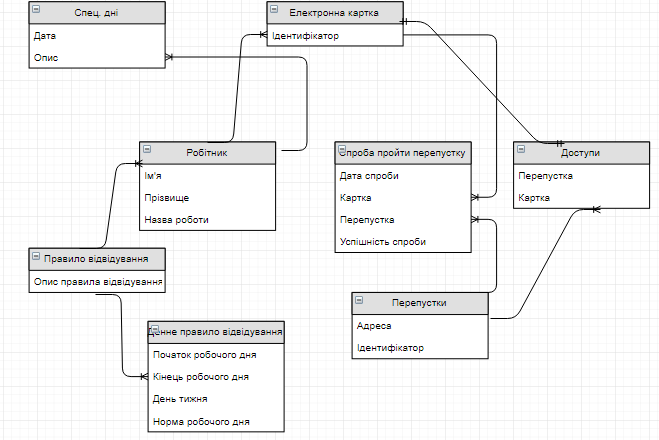 Спец. дні
Дата
Опис
Електронна картка
Ідентифікатор
Робітник
Ім'я
Прізвище
Назва роботи
Спроба пройти перепустку
Дата спроби
Картка
Перепустка
Успішність спроби
Доступи
Перепустка
Картка
Правило відвідування
Опис правила відвідування
Перепустки
Адреса
Ідентифікатор
Денне правило відвідування
Початок робочого дня
Кінець робочого дня
День тижня
Норма робочого дня